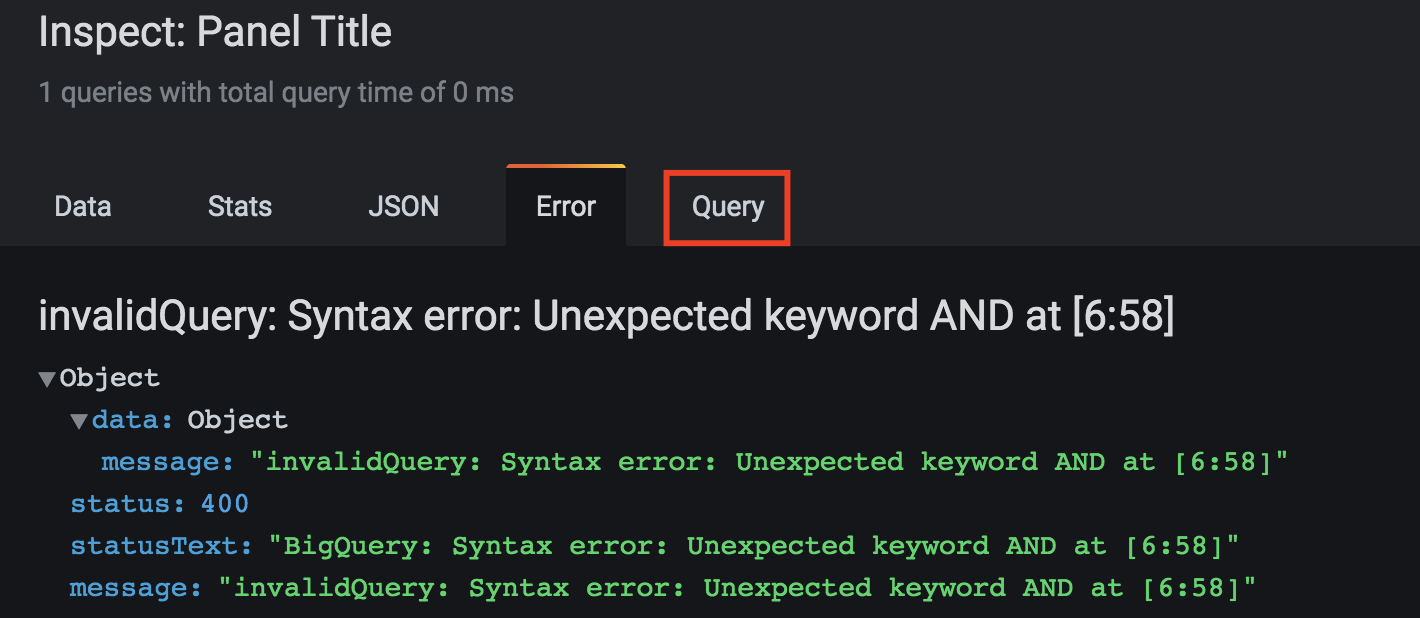 Inspect: Panel Title
1 queries with total query time of 0 ms
Data Stats JSON Error Query
invalidQuery: Syntax error: Unexpected keyword AND at [6:58]
Object
data: Object
message: "invalidQuery: Syntax error: Unexpected keyword AND at [6:58]"
status: 400
statusText: "BigQuery: Syntax error: Unexpected keyword AND at [6:58]"
message: "invalidQuery: Syntax error: Unexpected keyword AND at [6:58]"